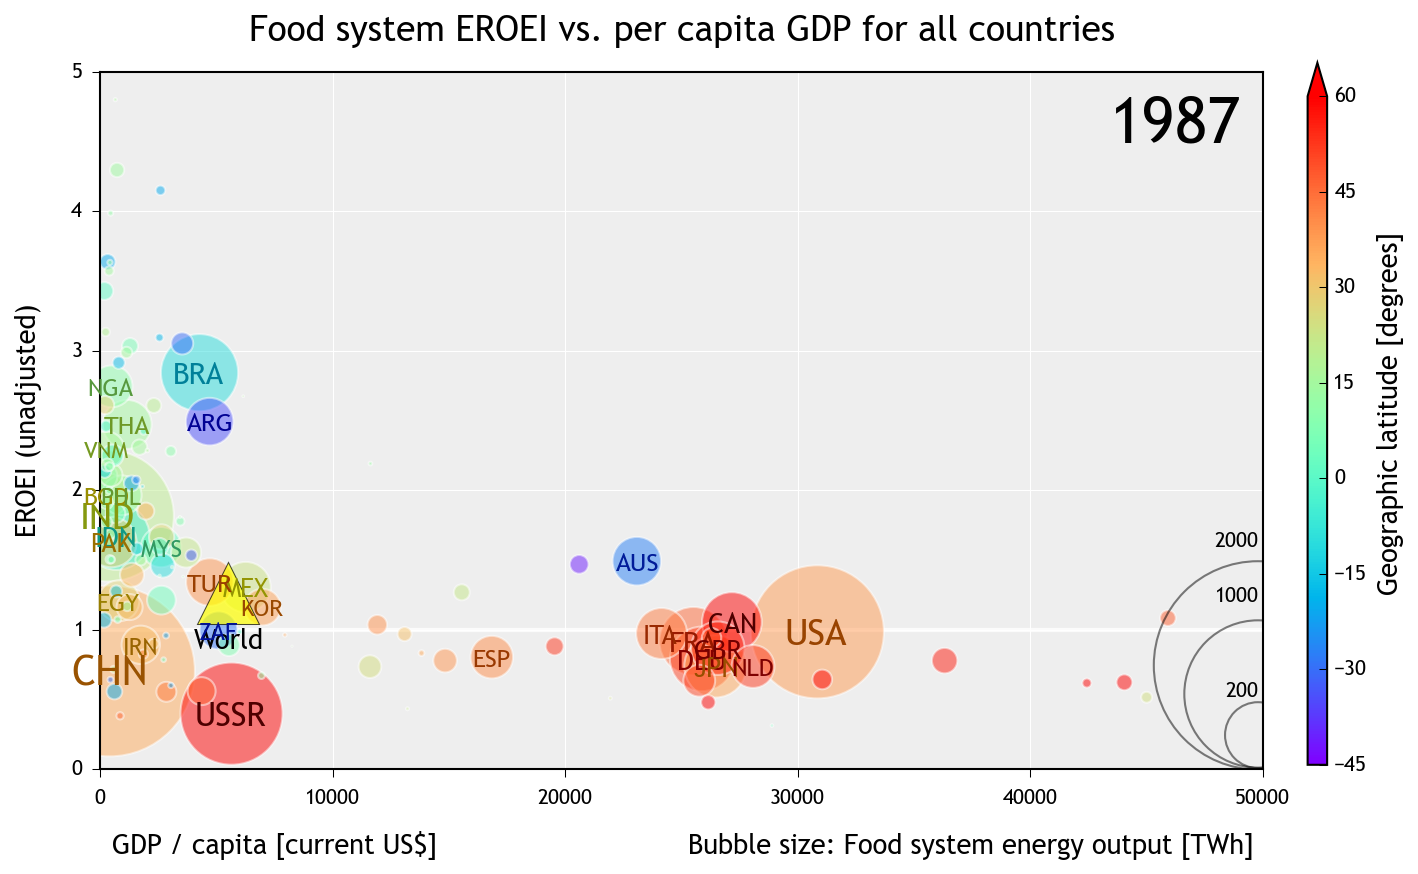 Food system EROEI vs. per capita GDP for all countries
1987
EROEI (unadjusted)
5
4
3
2
1
0
0
10000
20000
30000
40000
50000
GDP / capita [current US$]
Bubble size: Food system energy output [TWh]
BRA
NGA
ARG
THA
VNM
BGD
PHL
IND
IDN
PAK
MYS
TUR
MEX
EGY
KOR
ZAF
World
IRN
CHN
USSR
ESP
AUS
CAN
ITA
FRA
GBR
DEU
JPN
NLD
USA
2000
1000
200
60
45
30
15
0
−15
−30
−45
Geographic latitude [degrees]